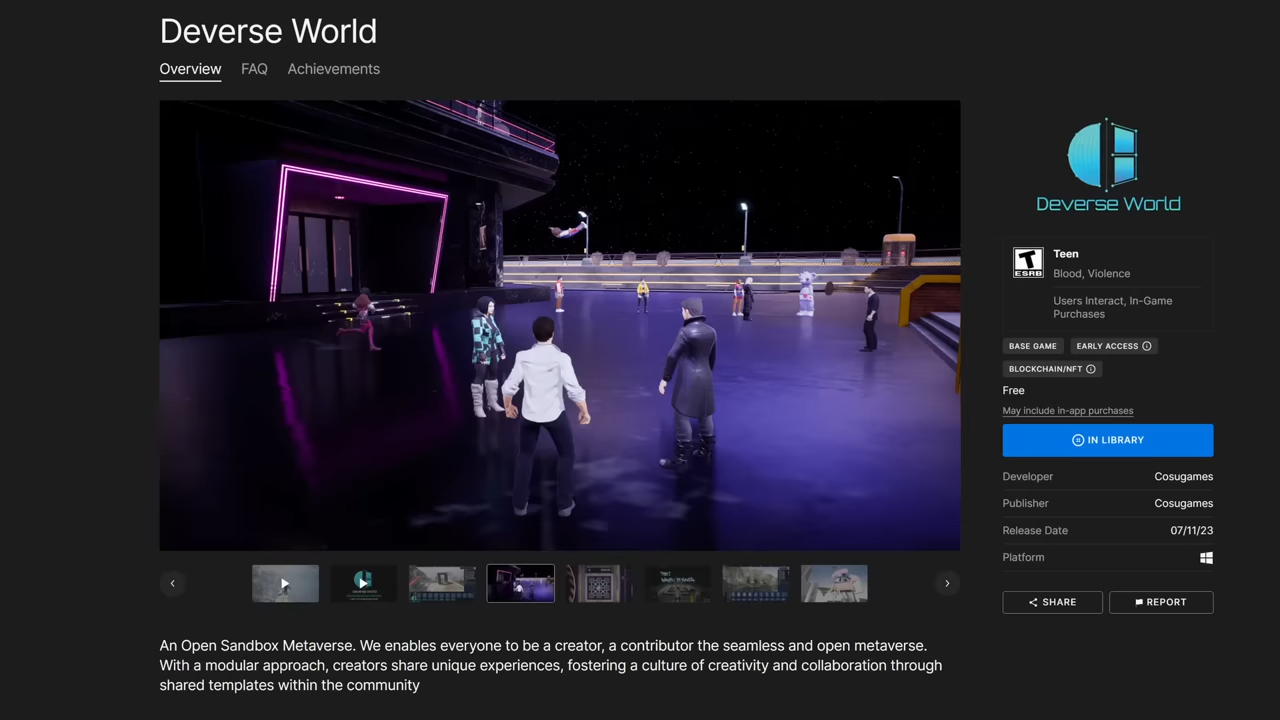 Deverse World
Overview FAQ Achievements
Deverse World
T
ESRB
Teen
Blood, Violence
Users Interact, In-Game
Purchases
BASE GAME EARLY ACCESS
BLOCKCHAIN/NFT
Free
May include in-app purchases
IN LIBRARY
Developer Cosugames
Publisher Cosugames
Release Date 07/11/23
Platform
SHARE REPORT
An Open Sandbox Metaverse. We enables everyone to be a creator, a contributor the seamless and open metaverse.
With a modular approach, creators share unique experiences, fostering a culture of creativity and collaboration through
shared templates within the community